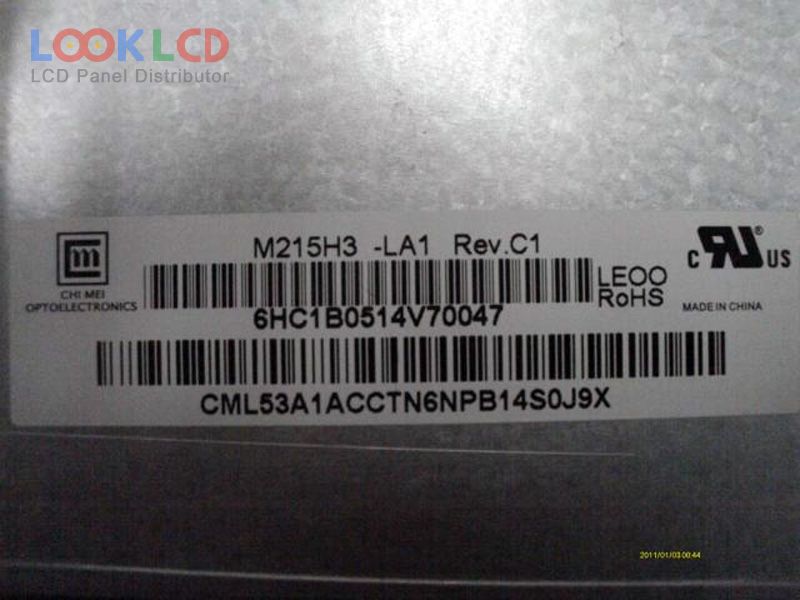 LOOK LCD
LCD Panel Distributor
M215H3 -LA1 Rev.C1
CHI MEI
OPTOELECTRONICS
LEOO
RoHS
C UR ® US
MADE IN CHINA
6HC1B0514V70047
CML53A1ACCTN6NPB14S0J9X
2011/01/03 00:44